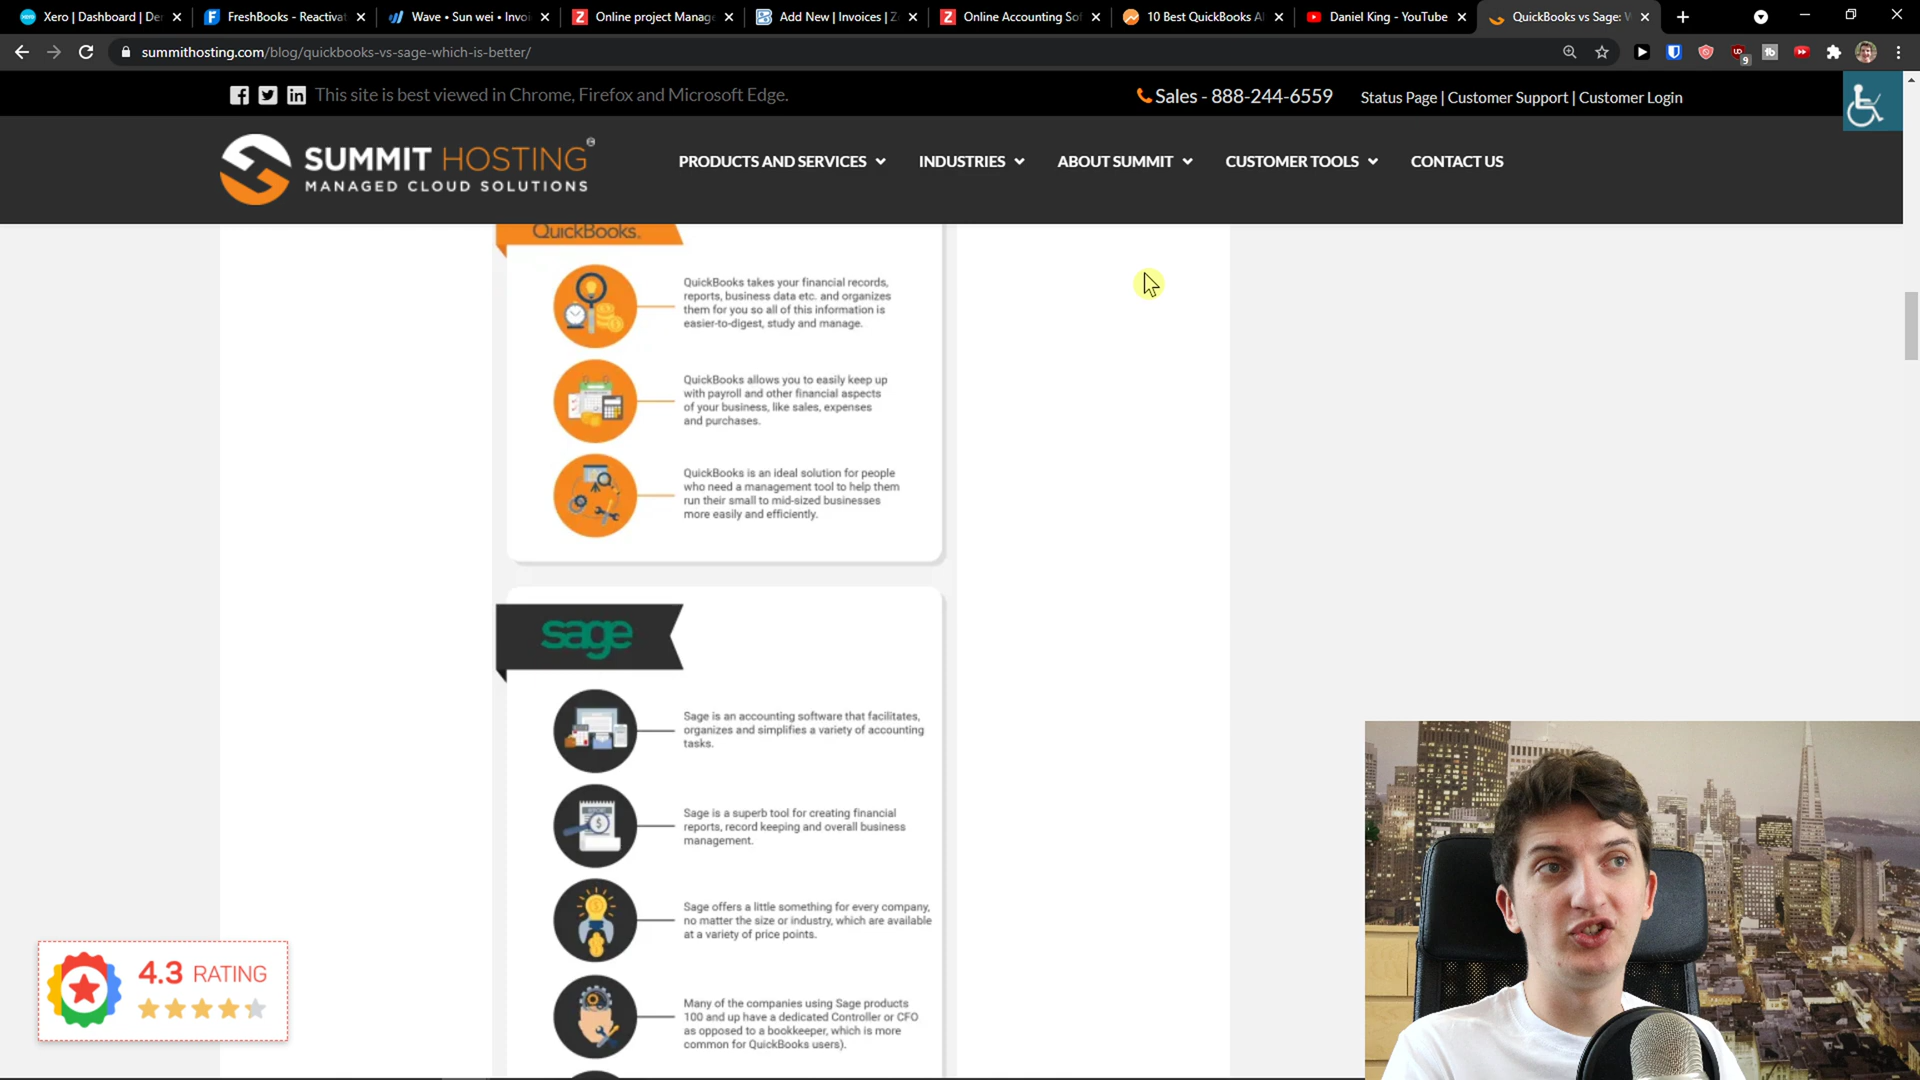 Xero | Dashboard | De
FreshBooks - Reactivat
Wave • Sun wei • Invoi
Online project Manage
Add New | Invoices | Z
Online Accounting Sof
10 Best QuickBooks Al
Daniel King - YouTube
QuickBooks vs Sage: W
summithosting.com/blog/quickbooks-vs-sage-which-is-better/
9
This site is best viewed in Chrome, Firefox and Microsoft Edge.
Sales - 888-244-6559
Status Page | Customer Support | Customer Login
SUMMIT HOSTING
MANAGED CLOUD SOLUTIONS
PRODUCTS AND SERVICES
INDUSTRIES
ABOUT SUMMIT
CUSTOMER TOOLS
CONTACT US
QuickBooks.
QuickBooks takes your financial records,
reports, business data etc. and organizes
them for you so all of this information is
easier-to-digest, study and manage.
QuickBooks allows you to easily keep up
with payroll and other financial aspects
of your business, like sales, expenses
and purchases.
QuickBooks is an ideal solution for people
who need a management tool to help them
run their small to mid-sized businesses
more easily and efficiently.
sage
Sage is an accounting software that facilitates,
organizes and simplifies a variety of accounting
tasks.
Sage is a superb tool for creating financial
reports, record keeping and overall business
management.
Sage offers a little something for every company,
no matter the size or industry, which are available
at a variety of price points.
Many of the companies using Sage products
100 and up have a dedicated Controller or CFO
as opposed to a bookkeeper, which is more
common for QuickBooks users).
4.3 RATING